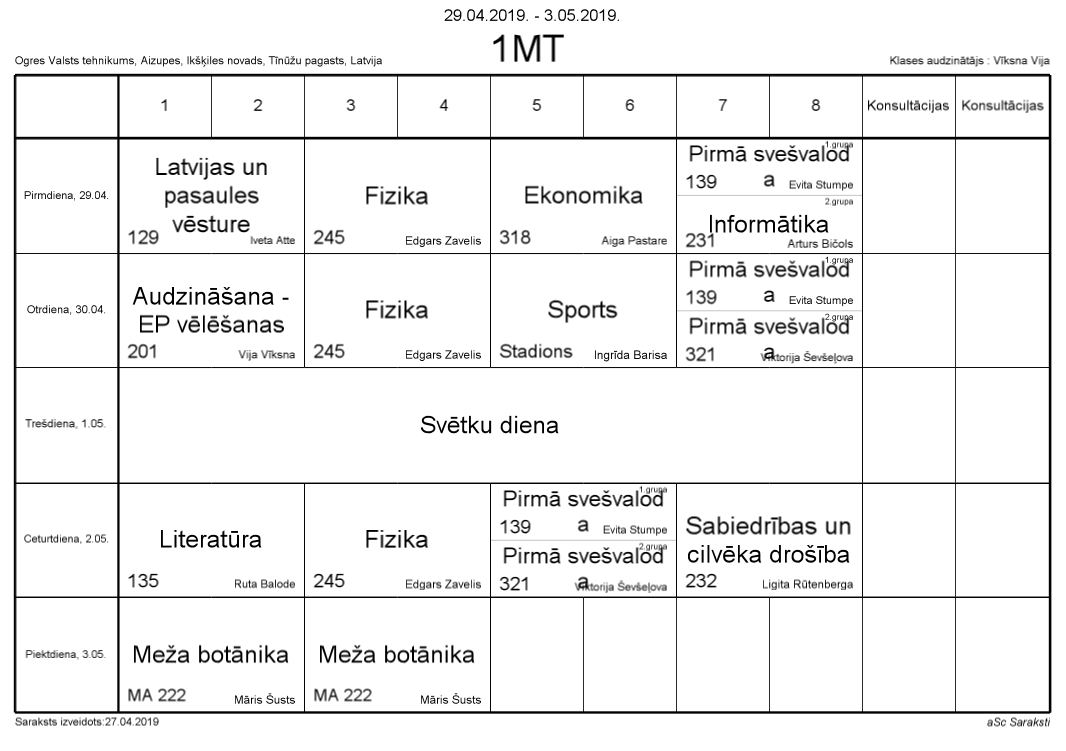 29.04.2019. - 3.05.2019.
1MT
Ogres Valsts tehnikums, Aizupes, Ikšķiles novads, Tīnūžu pagasts, Latvija
Klases audzinātājs : Vīksna Vija
1 2 3 4 5 6 7 8 Konsultācijas Konsultācijas
Pirmdiena, 29.04.
Latvijas un
pasaules
vēsture
129 Iveta Atte
Fizika
245 Edgars Zavelis
Ekonomika
318 Aiga Pastare
1.grupa
Pirmā svešvalod
a
139 Evita Stumpe
2.grupa
Informātika
231 Arturs Bičols
Otrdiena, 30.04.
Audzināšana -
EP vēlēšanas
201 Vija Vīksna
Fizika
245 Edgars Zavelis
Sports
Stadions Ingrīda Barisa
1.grupa
Pirmā svešvalod
a
139 Evita Stumpe
2.grupa
Pirmā svešvalod
a
321 Viktorija Ševšeļova
Trešdiena, 1.05.
Svētku diena
Ceturtdiena, 2.05.
Literatūra
135 Ruta Balode
Fizika
245 Edgars Zavelis
1.grupa
Pirmā svešvalod
a
139 Evita Stumpe
2.grupa
Pirmā svešvalod
a
321 Viktorija Ševšeļova
Sabiedrības un
cilvēka drošība
232 Ligita Rūtenberga
Piektdiena, 3.05.
Meža botānika
MA 222 Māris Šusts
Meža botānika
MA 222 Māris Šusts
Saraksts izveidots:27.04.2019
aSc Saraksti